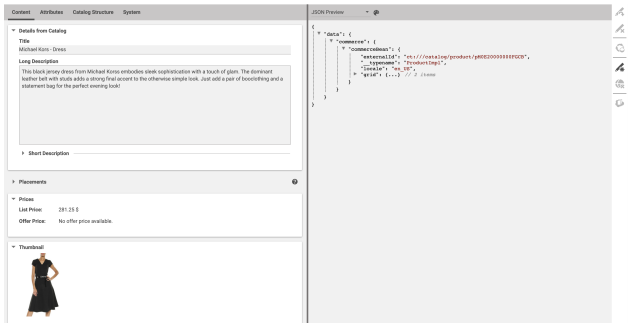 Content Attributes Catalog Structure System
Details from Catalog
Title
Michael Kors - Dress
Long Description
This black jersey dress from Michael Korss embodies sleek sophistication with a touch of glam. The dominant
leather belt with studs adds a strong final accent to the otherwise simple look. Just add a pair of booclothing and a
statement bag for the perfect evening look!
Short Description
Placements
Prices
List Price: 281.25 $
Offer Price: No offer price available.
Thumbnail
JSON Preview
{
"data": {
"commerce": {
"commerceBean": {
"externalId": "ct:///catalog/product/pM0820000000FGCB",
"__typename": "ProductImpl",
"locale": "en_US",
"grid": {...} // 2 items
}
}
}
}